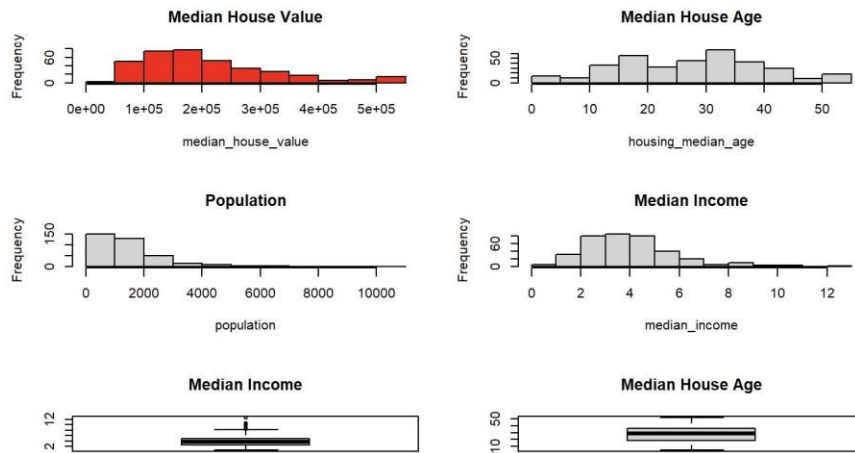 Median House Value
Frequency
60
0
0e+00 1e+05 2e+05 3e+05 4e+05 5e+05
median_house_value
Median House Age
Frequency
50
0
0 10 20 30 40 50
housing_median_age
Population
Frequency
150
0
0 2000 4000 6000 8000 10000
population
Median Income
Frequency
60
0
0 2 4 6 8 10 12
median_income
Median Income
12
2
Median House Age
50
10